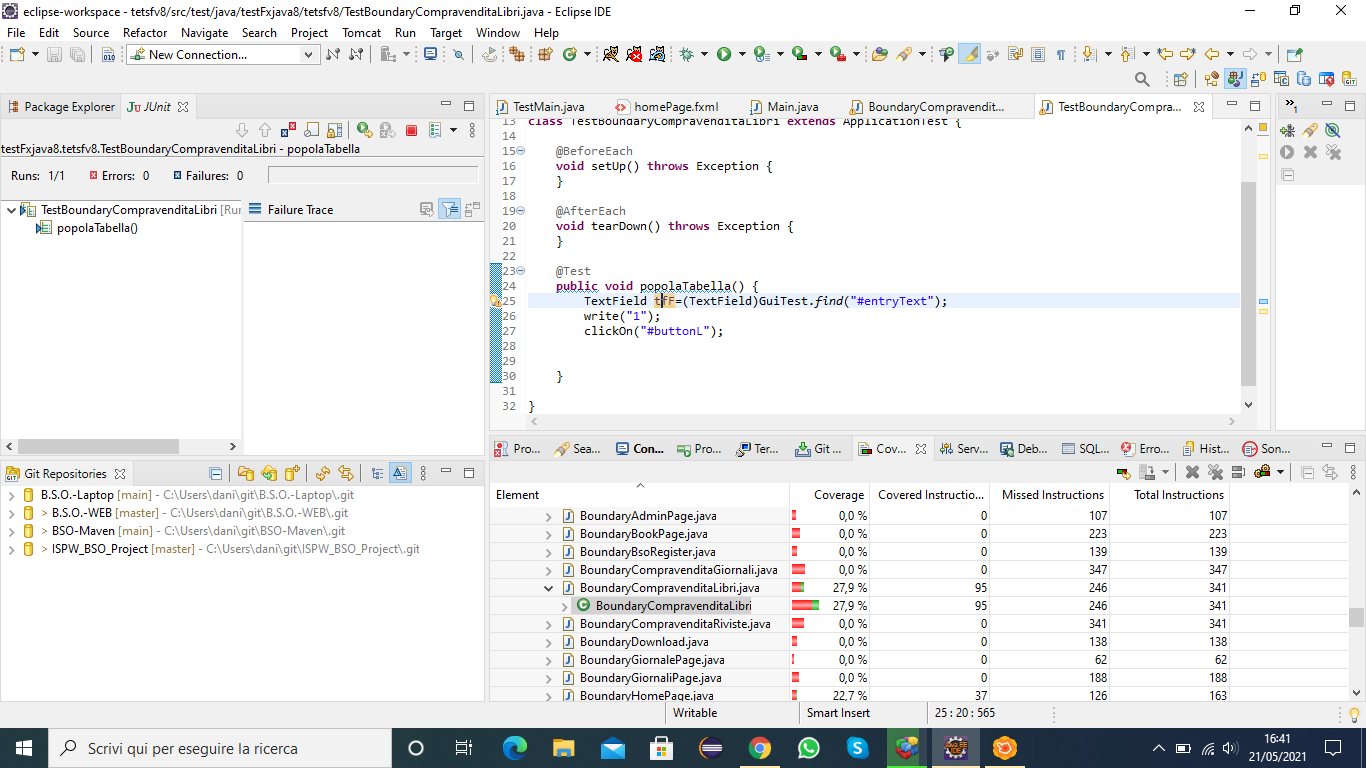 eclipse-workspace - tetsfv8/src/test/java/testFxjava8/tetsfv8/TestBoundaryCompravenditaLibri.java - Eclipse IDE
File Edit Source Refactor Navigate Search Project Tomcat Run Target Window Help
New Connection...
Package Explorer JUnit
testFxjava8.tetsfv8.TestBoundaryCompravenditaLibri - popolaTabella
Runs: 1/1 Errors: 0 Failures: 0
TestBoundaryCompravenditaLibri [Run
popolaTabella()
Failure Trace
TestMain.java homePage.fxml Main.java BoundaryCompravendit... TestBoundaryCompra...
13 class TestBoundaryCompravenditaLibri extends ApplicationTest {
14
15 @BeforeEach
16 void setUp() throws Exception {
17 }
18
19 @AfterEach
20 void tearDown() throws Exception {
21 }
22
23 @Test
24 public void popolaTabella() {
25 TextField tfF=(TextField)GuiTest.find("#entryText");
26 write("1");
27 clickOn("#buttonL");
28
29
30 }
31
32 }
»1
Git Repositories
B.S.O.-Laptop [main] - C:\Users\dani\git\B.S.O.-Laptop\.git
> B.S.O.-WEB [master] - C:\Users\dani\git\B.S.O.-WEB\.git
> BSO-Maven [main] - C:\Users\dani\git\BSO-Maven\.git
> ISPW_BSO_Project [master] - C:\Users\dani\git\ISPW_BSO_Project\.git
Pro... Sea... Con... Pro... Ter... Git ... Cov... Serv... Deb... SQL... Erro... Hist... Son...
Element Coverage Covered Instructio... Missed Instructions Total Instructions
BoundaryAdminPage.java 0,0 % 0 107 107
BoundaryBookPage.java 0,0 % 0 223 223
BoundaryBsoRegister.java 0,0 % 0 139 139
BoundaryCompravenditaGiornali.java 0,0 % 0 347 347
BoundaryCompravenditaLibri.java 27,9 % 95 246 341
BoundaryCompravenditaLibri 27,9 % 95 246 341
BoundaryCompravenditaRiviste.java 0,0 % 0 341 341
BoundaryDownload.java 0,0 % 0 138 138
BoundaryGiornalePage.java 0,0 % 0 62 62
BoundaryGiornaliPage.java 0,0 % 0 188 188
BoundaryHomePage.java 22,7 % 37 126 163
Writable Smart Insert 25 : 20 : 565
Scrivi qui per eseguire la ricerca
16:41
21/05/2021